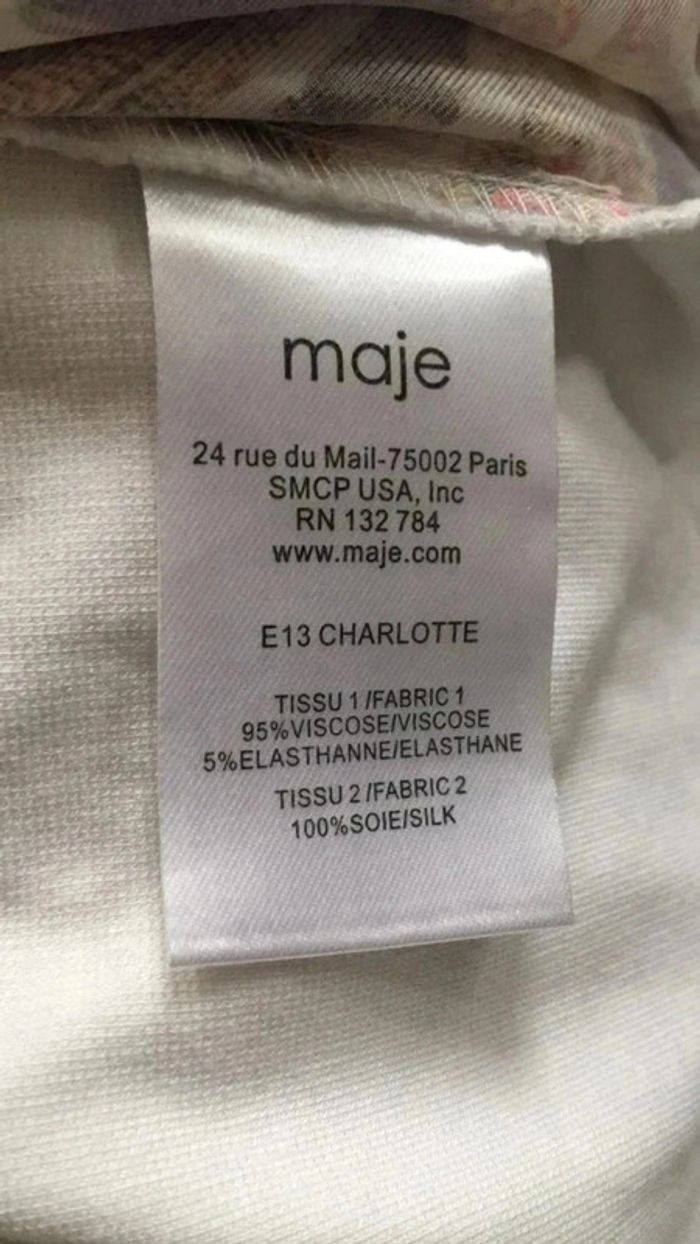 maje
24 rue du Mail-75002 Paris
SMCP USA, Inc
RN 132 784
www.maje.com
E13 CHARLOTTE
TISSU 1 /FABRIC 1
95%VISCOSE/VISCOSE
5%ELASTHANNE/ELASTHANE
TISSU 2 /FABRIC 2
100%SOIE/SILK